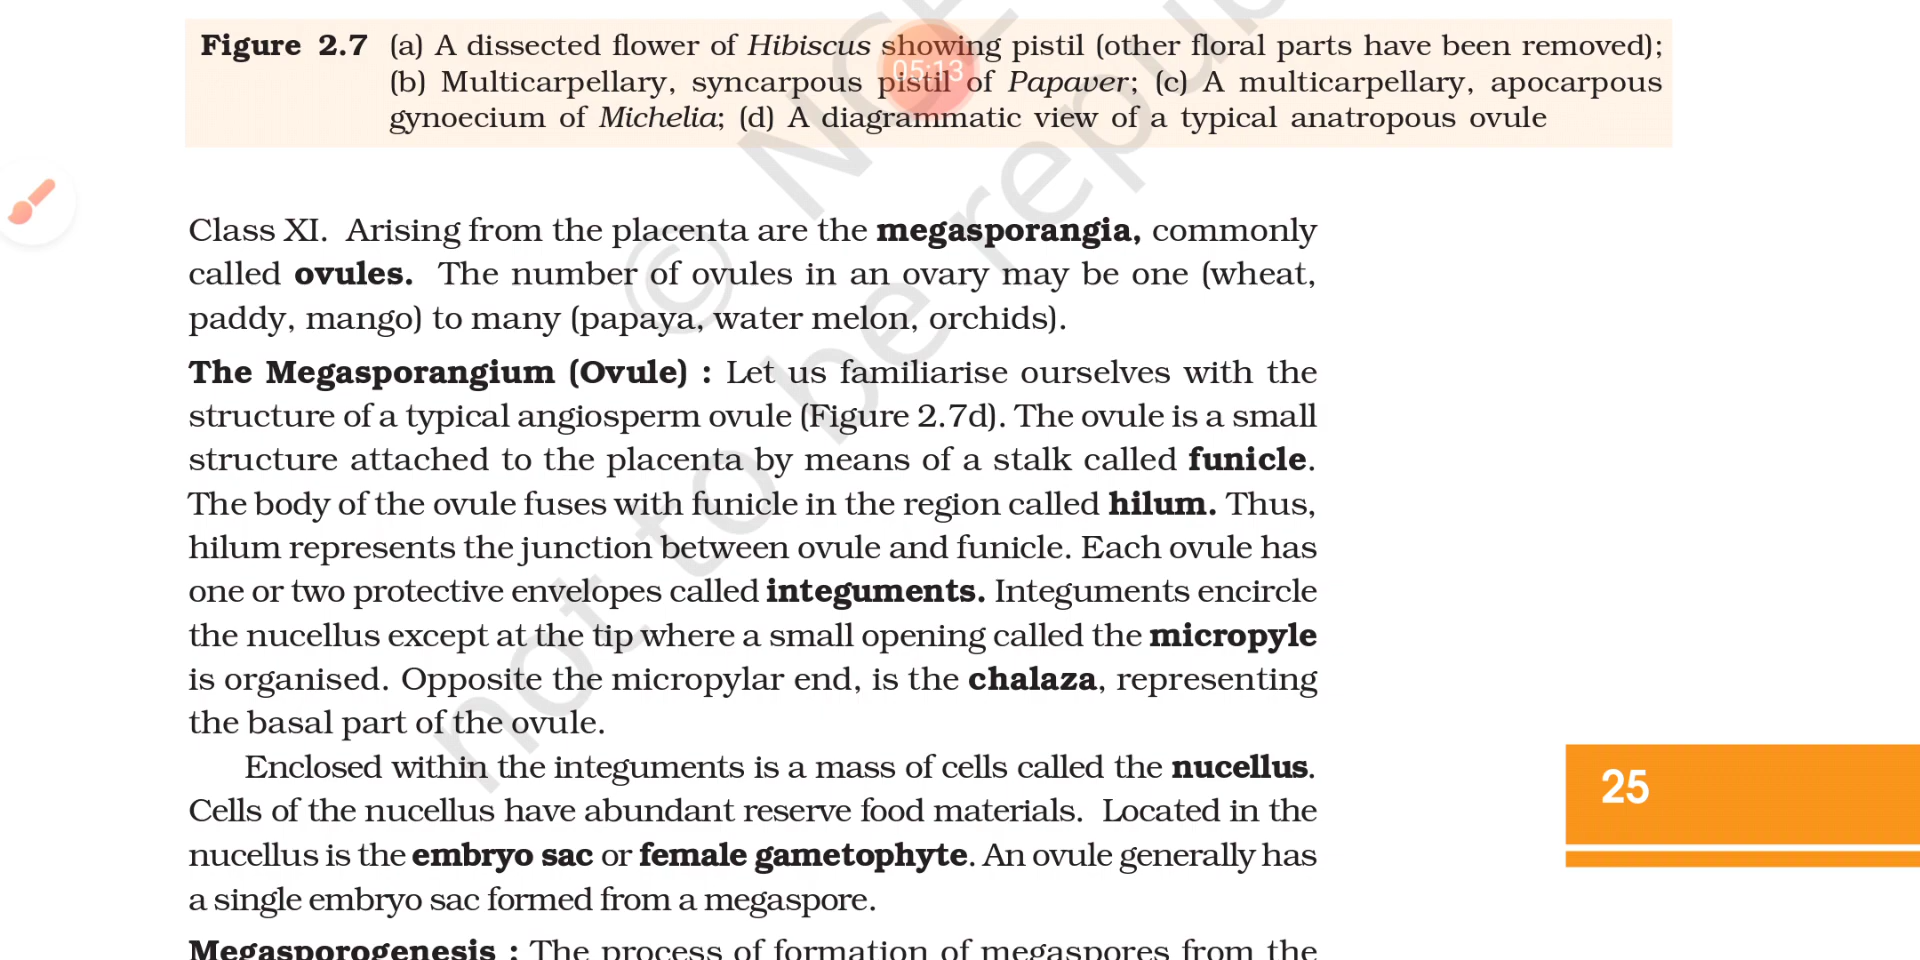 Figure 2.7 (a) A dissected flower of Hibiscus showing pistil (other floral parts have been removed);
(b) Multicarpellary, syncarpous pistil of Papaver; (c) A multicarpellary, apocarpous
gynoecium of Michelia; (d) A diagrammatic view of a typical anatropous ovule
05:13
Class XI. Arising from the placenta are the megasporangia, commonly
called ovules. The number of ovules in an ovary may be one (wheat,
paddy, mango) to many (papaya, water melon, orchids).
The Megasporangium (Ovule) : Let us familiarise ourselves with the
structure of a typical angiosperm ovule (Figure 2.7d). The ovule is a small
structure attached to the placenta by means of a stalk called funicle.
The body of the ovule fuses with funicle in the region called hilum. Thus,
hilum represents the junction between ovule and funicle. Each ovule has
one or two protective envelopes called integuments. Integuments encircle
the nucellus except at the tip where a small opening called the micropyle
is organised. Opposite the micropylar end, is the chalaza, representing
the basal part of the ovule.
Enclosed within the integuments is a mass of cells called the nucellus.
Cells of the nucellus have abundant reserve food materials. Located in the
nucellus is the embryo sac or female gametophyte. An ovule generally has
a single embryo sac formed from a megaspore.
Megasporogenesis : The process of formation of megaspores from the
25
© NCE
not to be repub